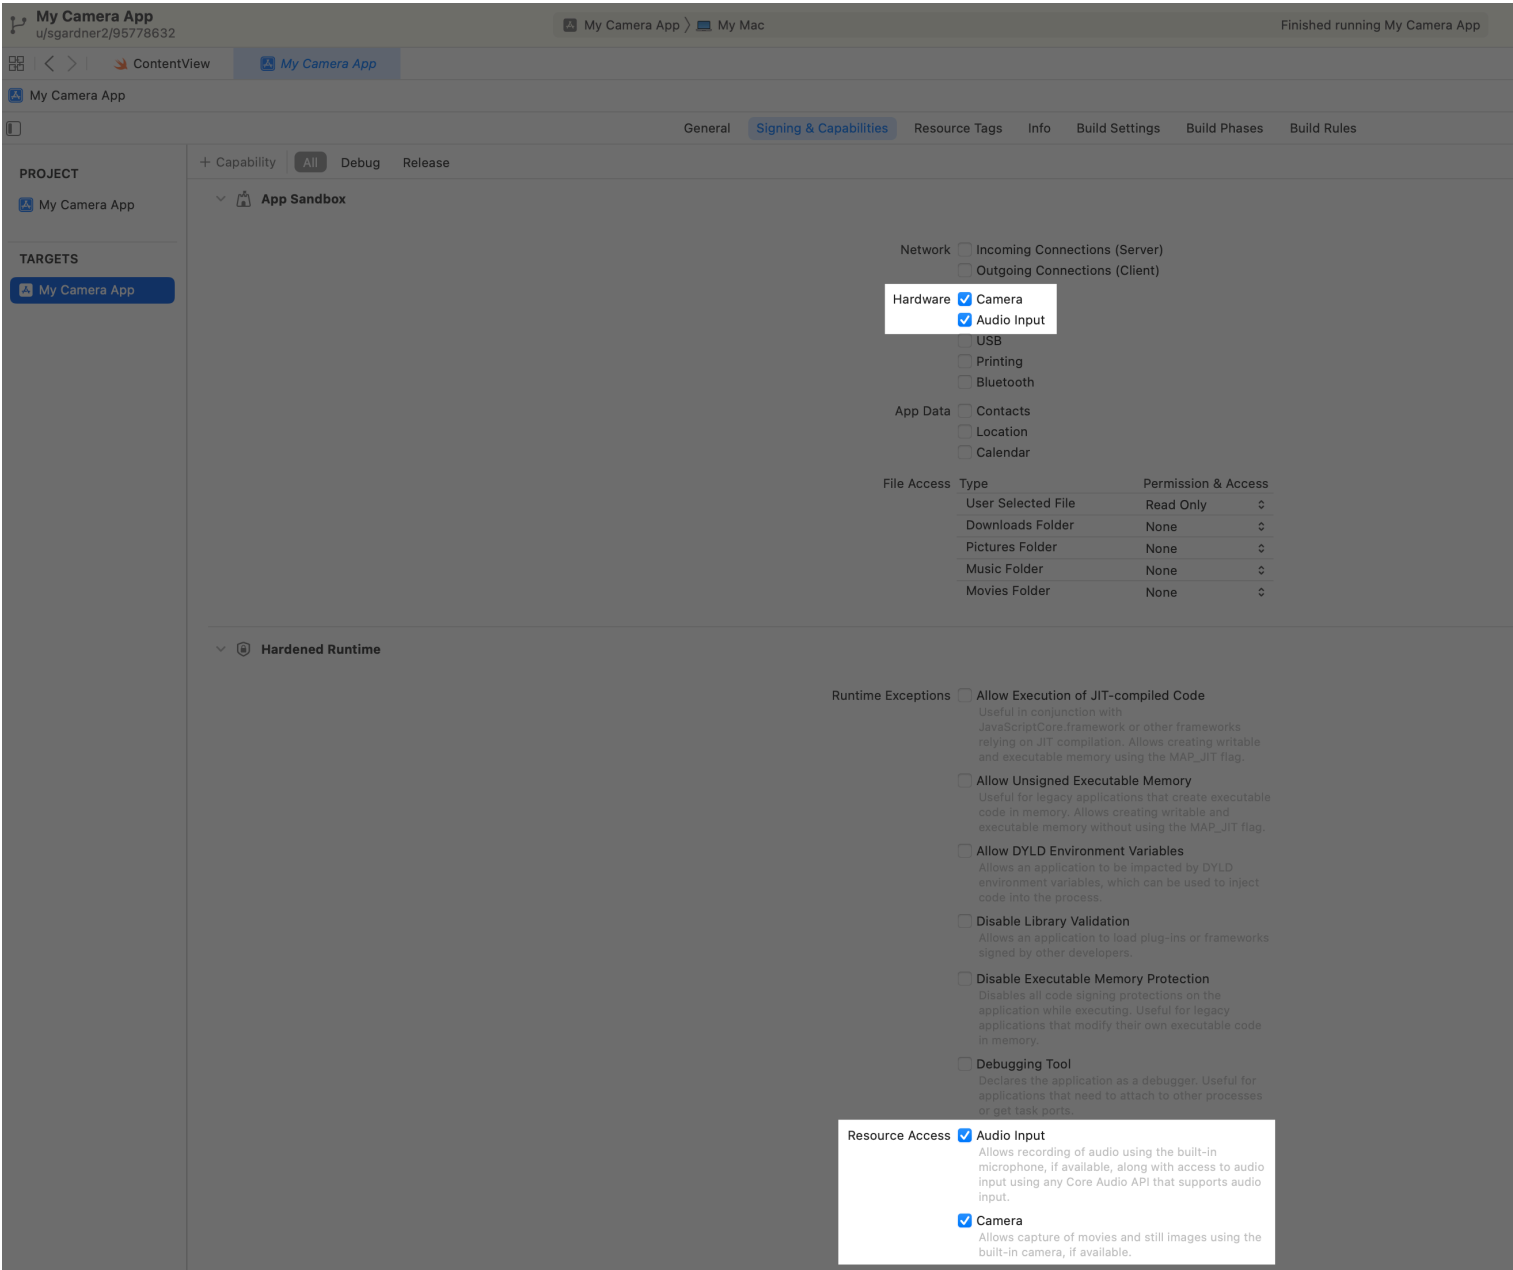 My Camera App
u/sgardner2/95778632
My Camera App 〉 My Mac
Finished running My Camera App
ContentView
My Camera App
My Camera App
General Signing & Capabilities Resource Tags Info Build Settings Build Phases Build Rules
PROJECT
My Camera App
TARGETS
My Camera App
+ Capability All Debug Release
App Sandbox
Network Incoming Connections (Server)
Outgoing Connections (Client)
Hardware Camera
Audio Input
USB
Printing
Bluetooth
App Data Contacts
Location
Calendar
File Access Type Permission & Access
User Selected File Read Only
Downloads Folder None
Pictures Folder None
Music Folder None
Movies Folder None
Hardened Runtime
Runtime Exceptions Allow Execution of JIT-compiled Code
Useful in conjunction with
JavaScriptCore.framework or other frameworks
relying on JIT compilation. Allows creating writable
and executable memory using the MAP_JIT flag.
Allow Unsigned Executable Memory
Useful for legacy applications that create executable
code in memory. Allows creating writable and
executable memory without using the MAP_JIT flag.
Allow DYLD Environment Variables
Allows an application to be impacted by DYLD
environment variables, which can be used to inject
code into the process.
Disable Library Validation
Allows an application to load plug-ins or frameworks
signed by other developers.
Disable Executable Memory Protection
Disables all code signing protections on the
application while executing. Useful for legacy
applications that modify their own executable code
in memory.
Debugging Tool
Declares the application as a debugger. Useful for
applications that need to attach to other processes
or get task ports.
Resource Access Audio Input
Allows recording of audio using the built-in
microphone, if available, along with access to audio
input using any Core Audio API that supports audio
input.
Camera
Allows capture of movies and still images using the
built-in camera, if available.